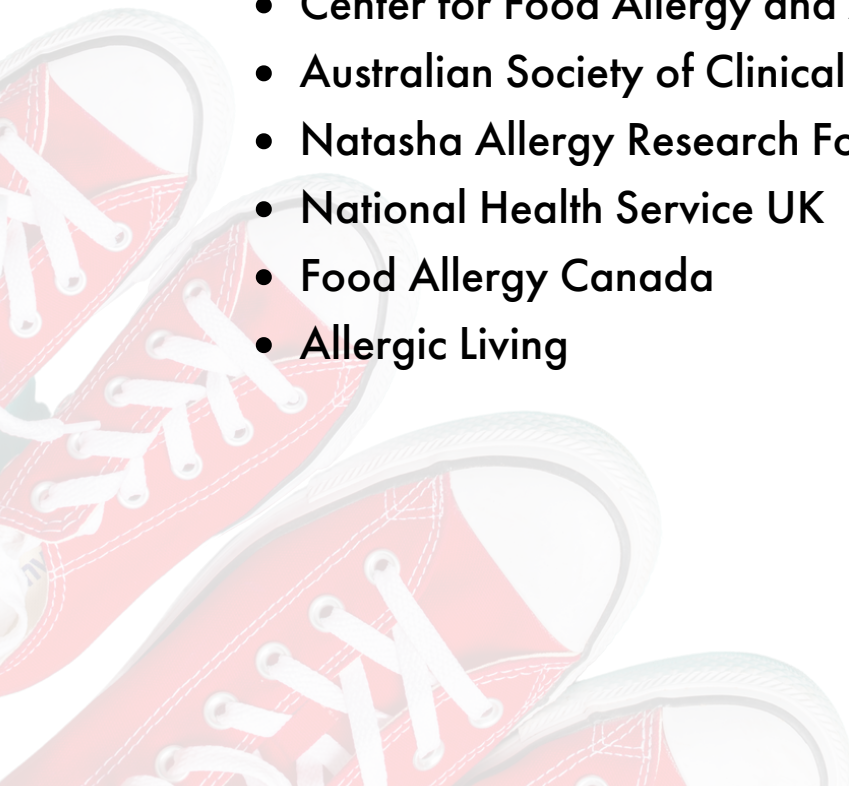 • Center for Food Allergy and
• Australian Society of Clinical
• Natasha Allergy Research
• National Health Service UK
• Food Allergy Canada
• Allergic Living